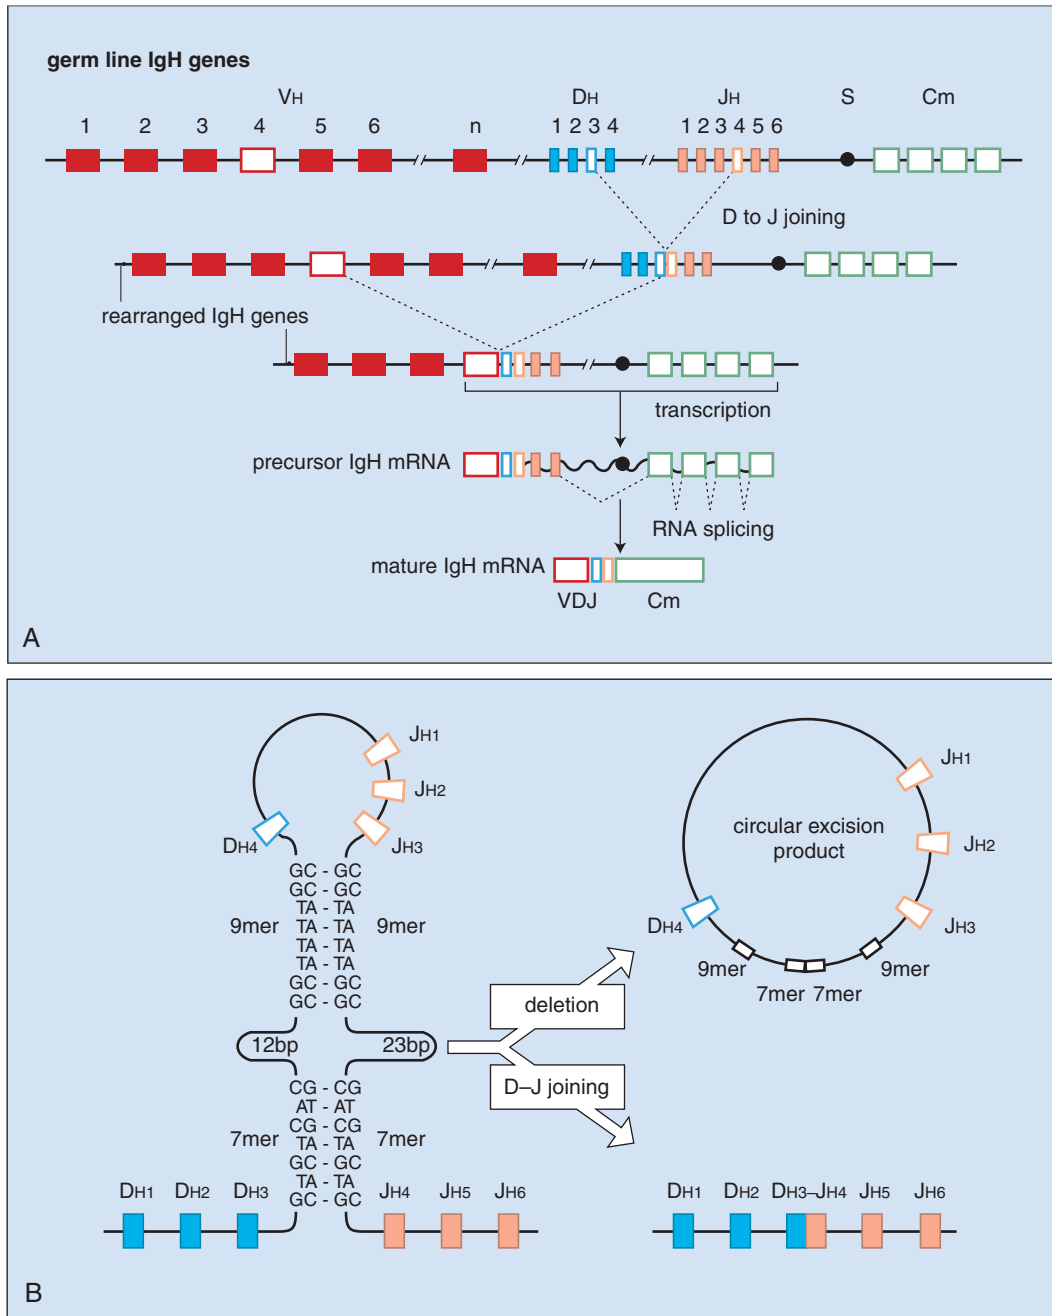 germ line IgH genes
VH DH JH S Cm
1 2 3 4 5 6 n 1 2 3 4 1 2 3 4 5 6
D to J joining
rearranged IgH genes
transcription
precursor IgH mRNA
RNA splicing
mature IgH mRNA
VDJ Cm
A
JH1
JH2
JH3
DH4
GC - GC
GC - GC
TA - TA
TA - TA
TA - TA
TA - TA
GC - GC
GC - GC
9mer 9mer
12bp 23bp
CG - CG
AT - AT
CG - CG
TA - TA
GC - GC
TA - TA
GC - GC
7mer 7mer
DH1 DH2 DH3 JH4 JH5 JH6
deletion
D–J joining
circular excision
product
JH1
JH2
JH3
DH4
9mer 7mer 7mer 9mer
DH1 DH2 DH3–JH4 JH5 JH6
B